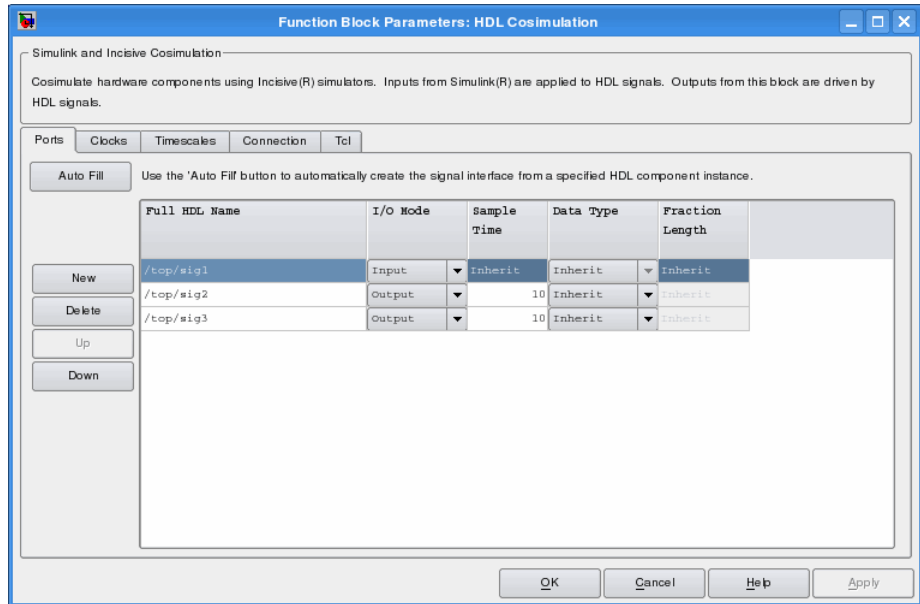 Function Block Parameters: HDL Cosimulation
Simulink and Incisive Cosimulation
Cosimulate hardware components using Incisive(R) simulators. Inputs from Simulink(R) are applied to HDL signals. Outputs from this block are driven by
HDL signals.
Ports Clocks Timescales Connection Tcl
Auto Fill Use the 'Auto Fill' button to automatically create the signal interface from a specified HDL component instance.
Full HDL Name I/O Mode Sample Time Data Type Fraction Length
New /top/sig1 Input Inherit Inherit Inherit
/top/sig2 Output 10 Inherit Inherit
Delete /top/sig3 Output 10 Inherit Inherit
Up
Down
OK Cancel Help Apply